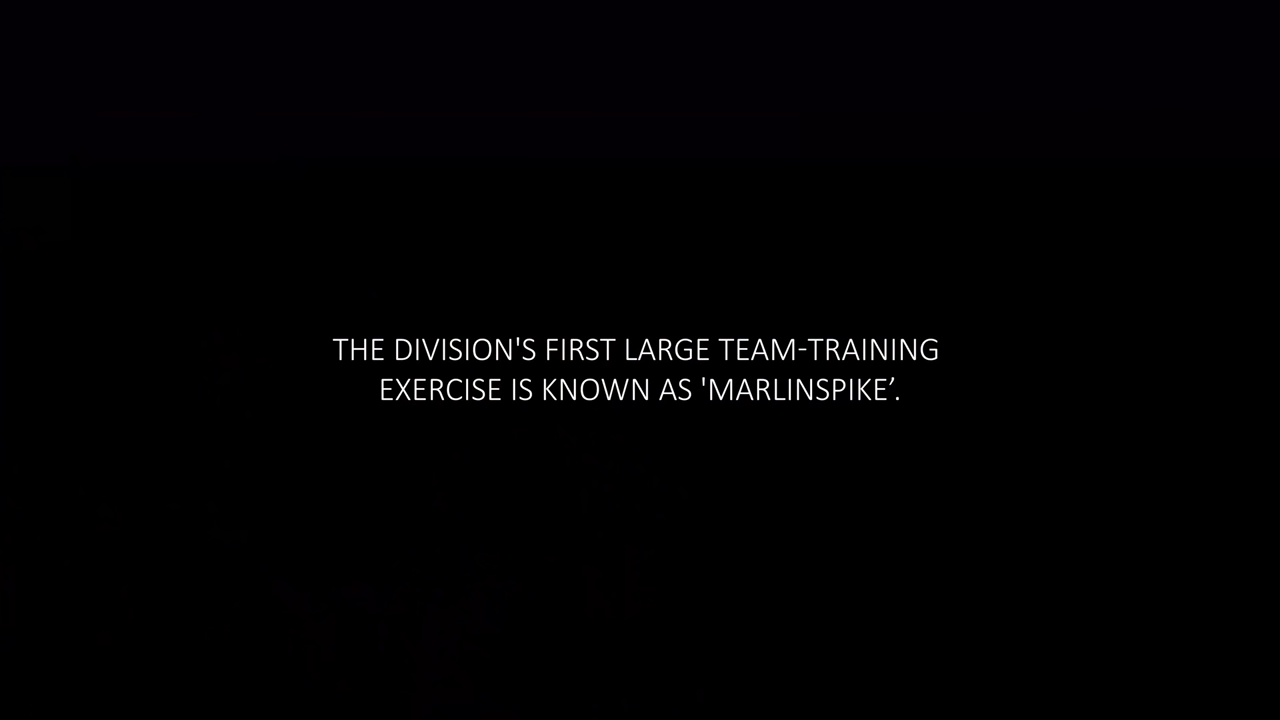 THE DIVISION'S FIRST LARGE TEAM-TRAINING
EXERCISE IS KNOWN AS 'MARLINSPIKE’.